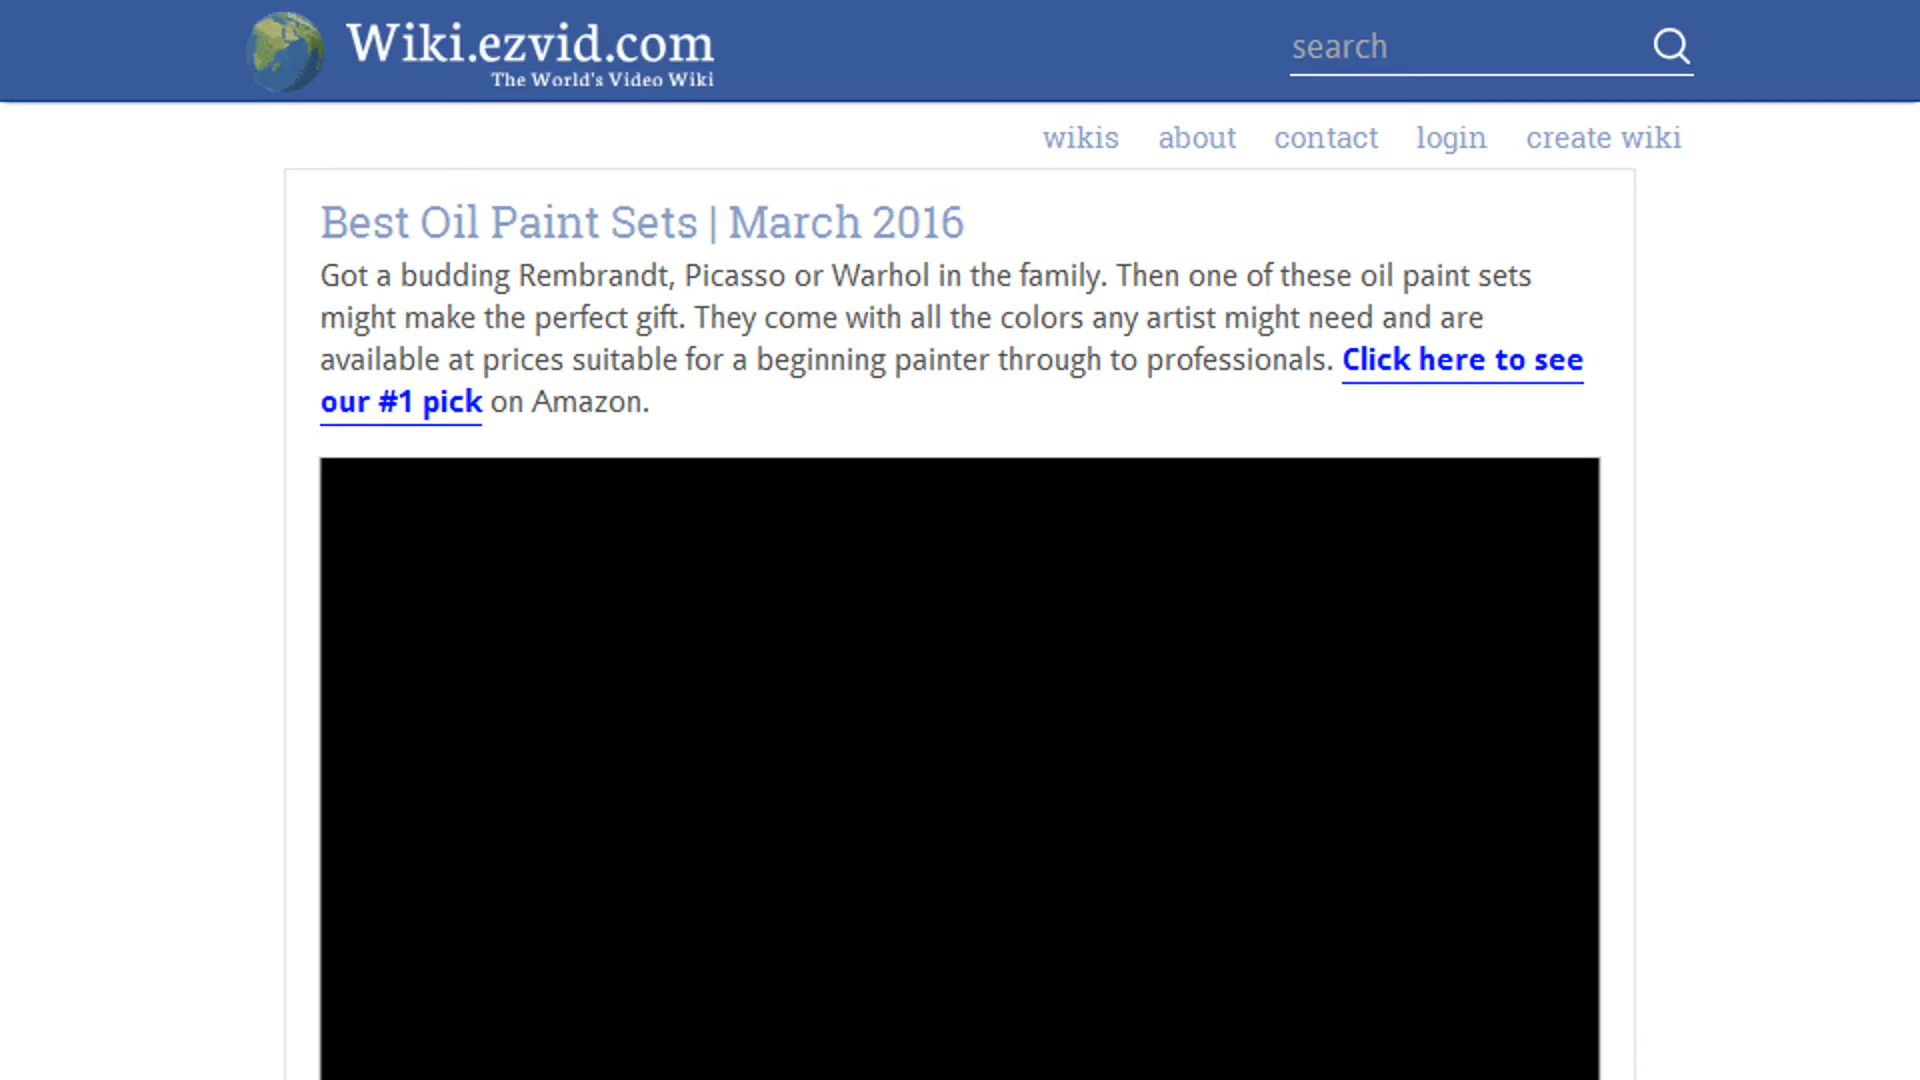 Wiki.ezvid.com
The World's Video Wiki
search
wikis about contact login create wiki
Best Oil Paint Sets | March 2016
Got a budding Rembrandt, Picasso or Warhol in the family. Then one of these oil paint sets
might make the perfect gift. They come with all the colors any artist might need and are
available at prices suitable for a beginning painter through to professionals. Click here to see
our #1 pick on Amazon.